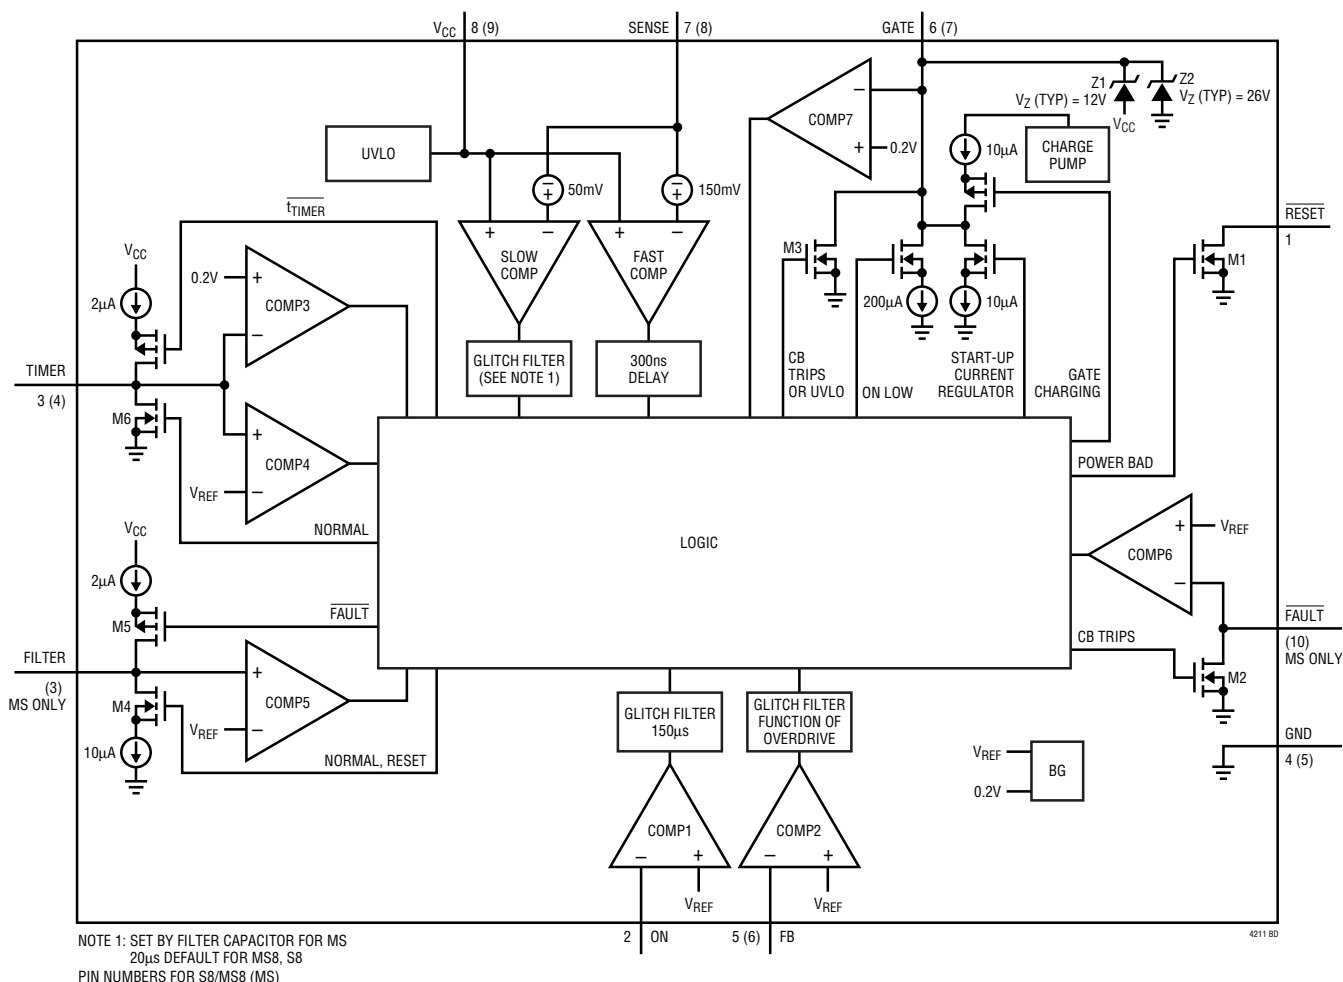 VCC 8 (9)
SENSE 7 (8)
GATE 6 (7)
Z1
VZ (TYP) = 12V
VCC
Z2
VZ (TYP) = 26V
COMP7
–
+
0.2V
10µA
CHARGE
PUMP
UVLO
–
+
50mV
–
+
150mV
tTIMER
+ –
SLOW
COMP
+ –
FAST
COMP
M3
200µA
10µA
RESET
1
M1
VCC
2µA
0.2V
+
COMP3
–
GLITCH FILTER
(SEE NOTE 1)
300ns
DELAY
CB
TRIPS
OR UVLO
ON LOW
START-UP
CURRENT
REGULATOR
GATE
CHARGING
TIMER
3 (4)
M6
+
COMP4
VREF
–
NORMAL
POWER BAD
LOGIC
+
VREF
COMP6
–
VCC
2µA
M5
FAULT
FAULT
(10)
MS ONLY
CB TRIPS
M2
FILTER
(3)
MS ONLY
M4
+
COMP5
VREF
–
10µA
NORMAL, RESET
GLITCH FILTER
150µs
GLITCH FILTER
FUNCTION OF
OVERDRIVE
GND
4 (5)
VREF
BG
0.2V
COMP1
– +
VREF
COMP2
– +
VREF
2 ON
5 (6) FB
4211 BD
NOTE 1: SET BY FILTER CAPACITOR FOR MS
20µs DEFAULT FOR MS8, S8
PIN NUMBERS FOR S8/MS8 (MS)